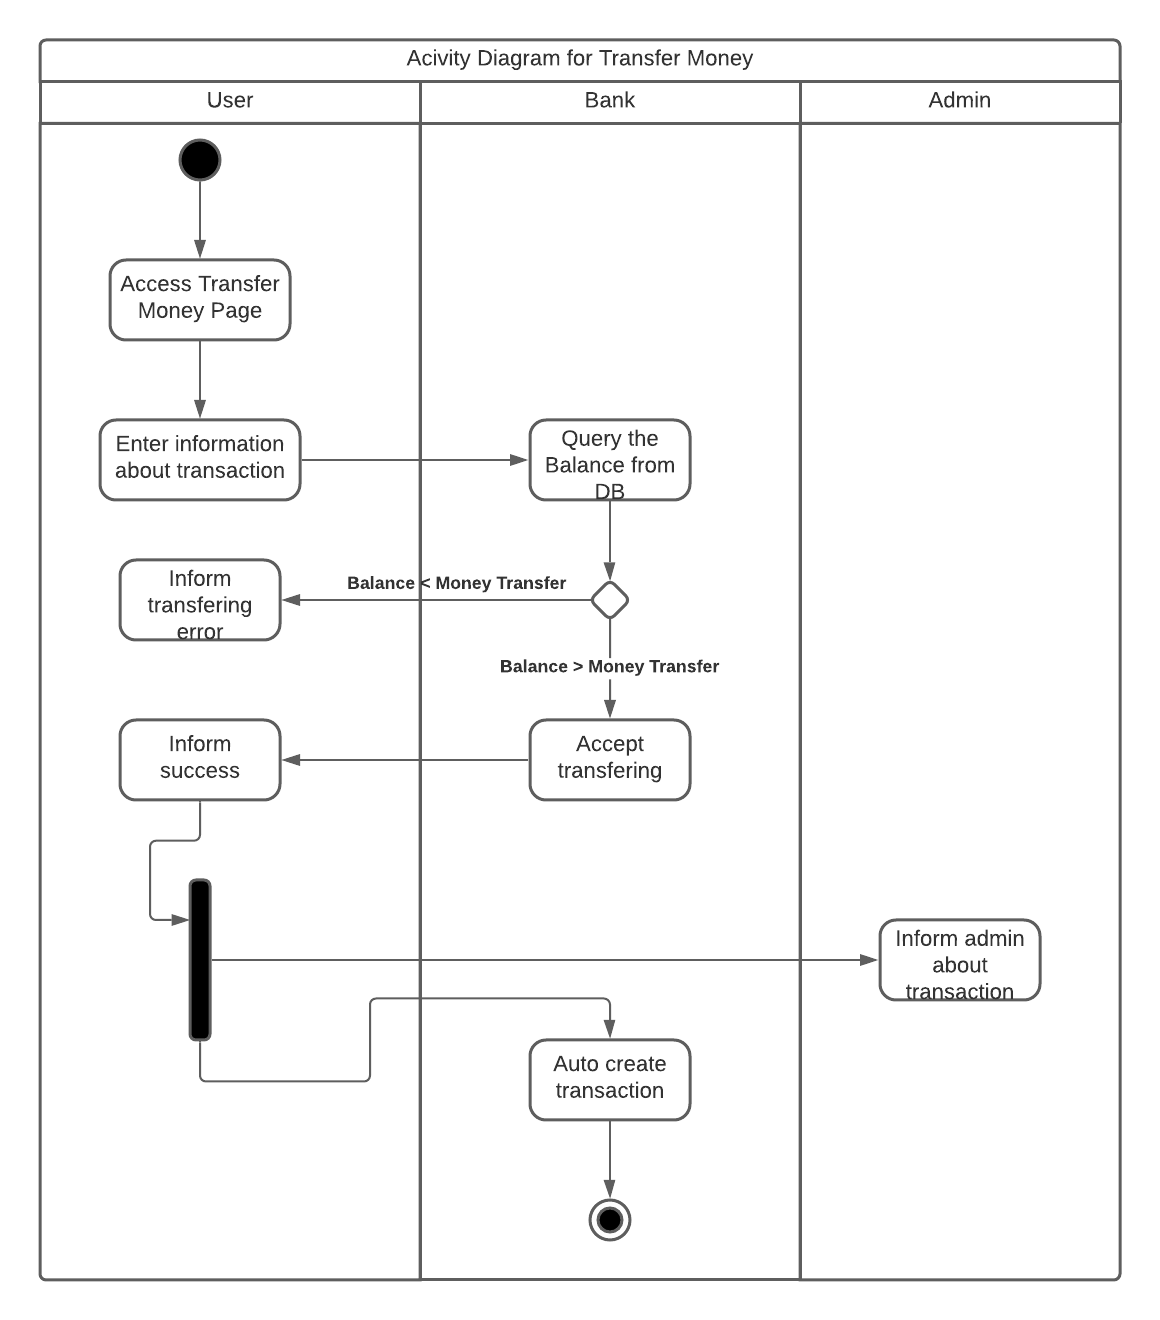 Acivity Diagram for Transfer Money
User
Bank
Admin
Access Transfer
Money Page
Enter information
about transaction
Query the
Balance from
DB
Inform
transfering
error
Balance < Money Transfer
Balance > Money Transfer
Inform
success
Accept
transfering
Inform admin
about
transaction
Auto create
transaction